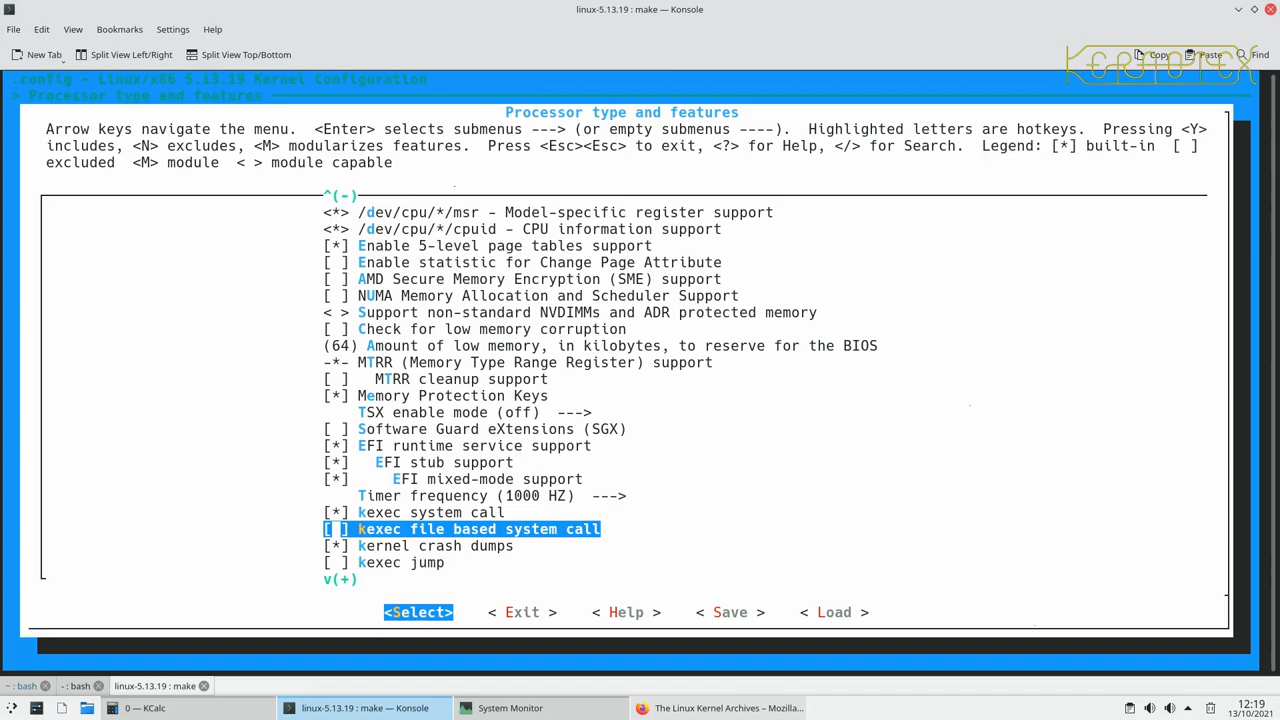 linux-5.13.19 : make — Konsole
File Edit View Bookmarks Settings Help
New Tab Split View Left/Right Split View Top/Bottom Copy Paste Find
KERNOTEX
.config - Linux/x86 5.13.19 Kernel Configuration
> Processor type and features
Processor type and features
Arrow keys navigate the menu. <Enter> selects submenus ---> (or empty submenus ----). Highlighted letters are hotkeys. Pressing <Y>
includes, <N> excludes, <M> modularizes features. Press <Esc><Esc> to exit, <?> for Help, </> for Search. Legend: [*] built-in [ ]
excluded <M> module < > module capable
^(-)
<*> /dev/cpu/*/msr - Model-specific register support
<*> /dev/cpu/*/cpuid - CPU information support
[*] Enable 5-level page tables support
[ ] Enable statistic for Change Page Attribute
[ ] AMD Secure Memory Encryption (SME) support
[ ] NUMA Memory Allocation and Scheduler Support
< > Support non-standard NVDIMMs and ADR protected memory
[ ] Check for low memory corruption
(64) Amount of low memory, in kilobytes, to reserve for the BIOS
-*- MTRR (Memory Type Range Register) support
[ ] MTRR cleanup support
[*] Memory Protection Keys
TSX enable mode (off) --->
[ ] Software Guard eXtensions (SGX)
[*] EFI runtime service support
[*] EFI stub support
[*] EFI mixed-mode support
Timer frequency (1000 HZ) --->
[*] kexec system call
[ ] kexec file based system call
[*] kernel crash dumps
[ ] kexec jump
v(+)
<Select> < Exit > < Help > < Save > < Load >
~ : bash - : bash linux-5.13.19 : make
0 — KCalc linux-5.13.19 : make — Konsole System Monitor The Linux Kernel Archives – Mozilla... 12:19
13/10/2021